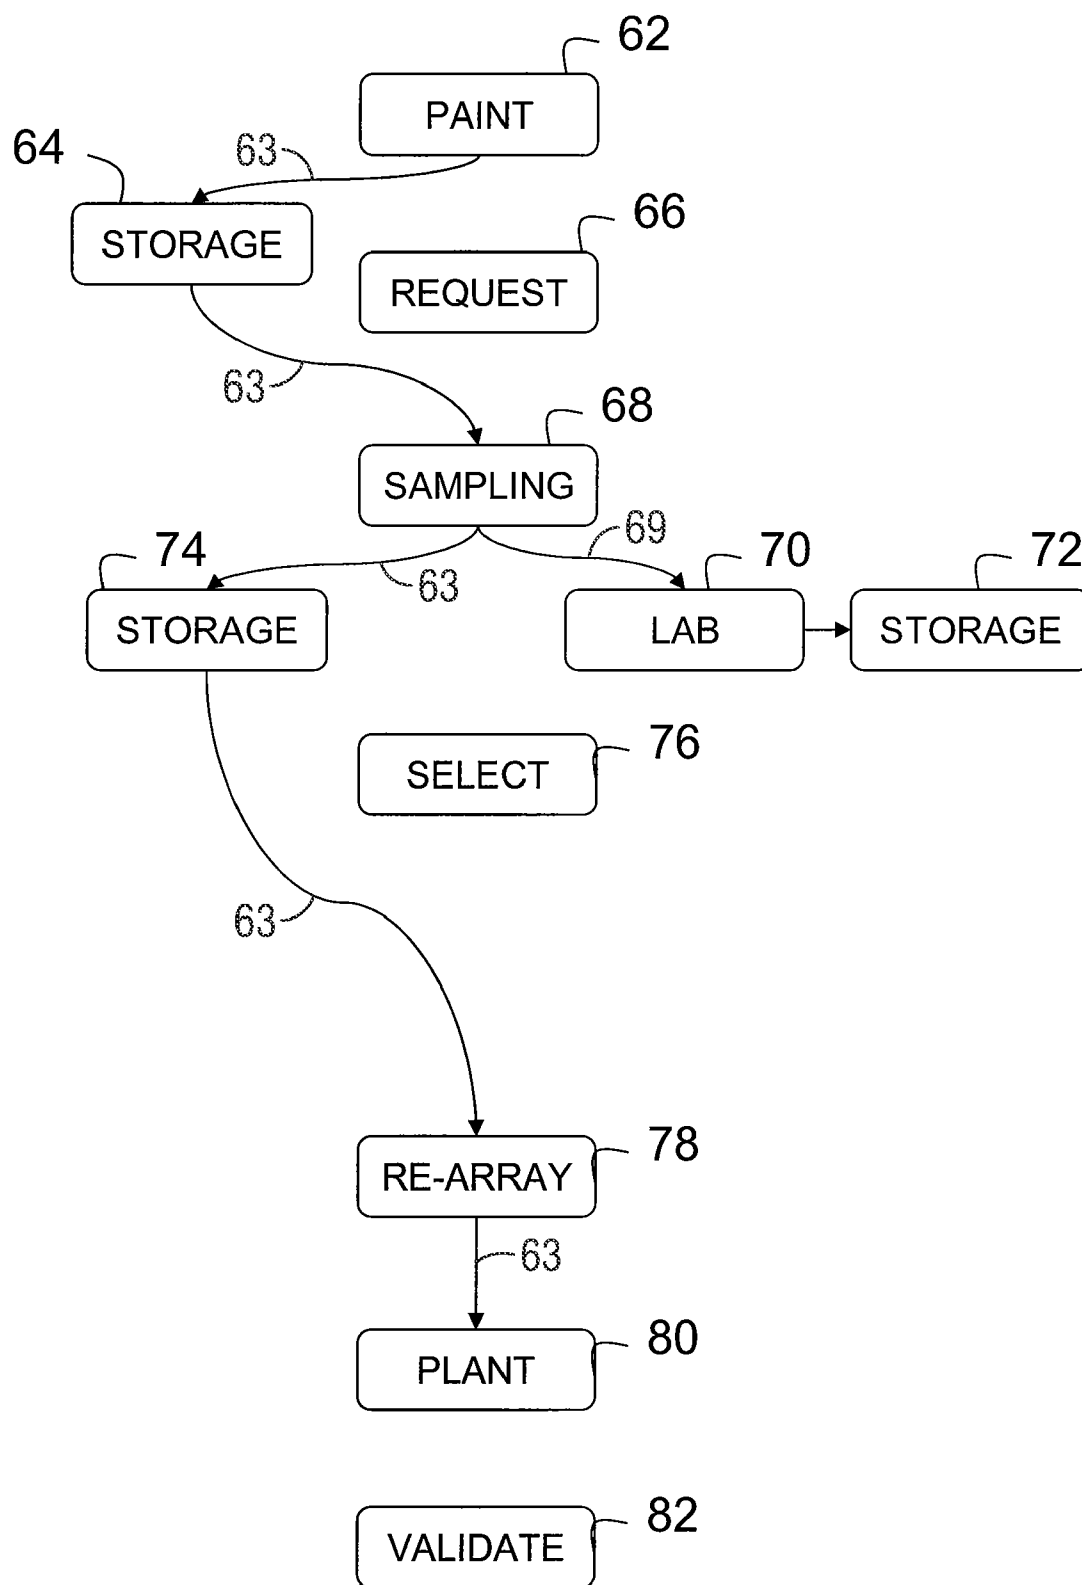 62
PAINT
64
63
STORAGE
66
REQUEST
63
68
SAMPLING
69
74
63
70
72
STORAGE
LAB
STORAGE
76
SELECT
63
78
RE-ARRAY
63
80
PLANT
82
VALIDATE